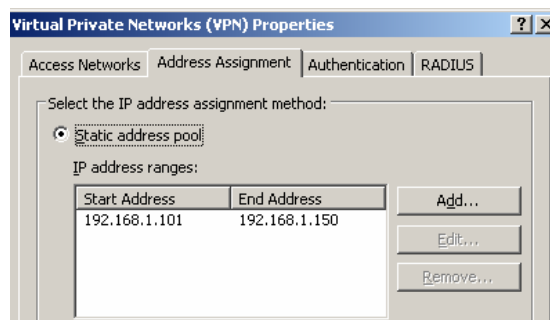 Virtual Private Networks (VPN) Properties
Access Networks Address Assignment Authentication RADIUS
Select the IP address assignment method:
Static address pool
IP address ranges:
Start Address End Address
192.168.1.101 192.168.1.150
Add...
Edit...
Remove...